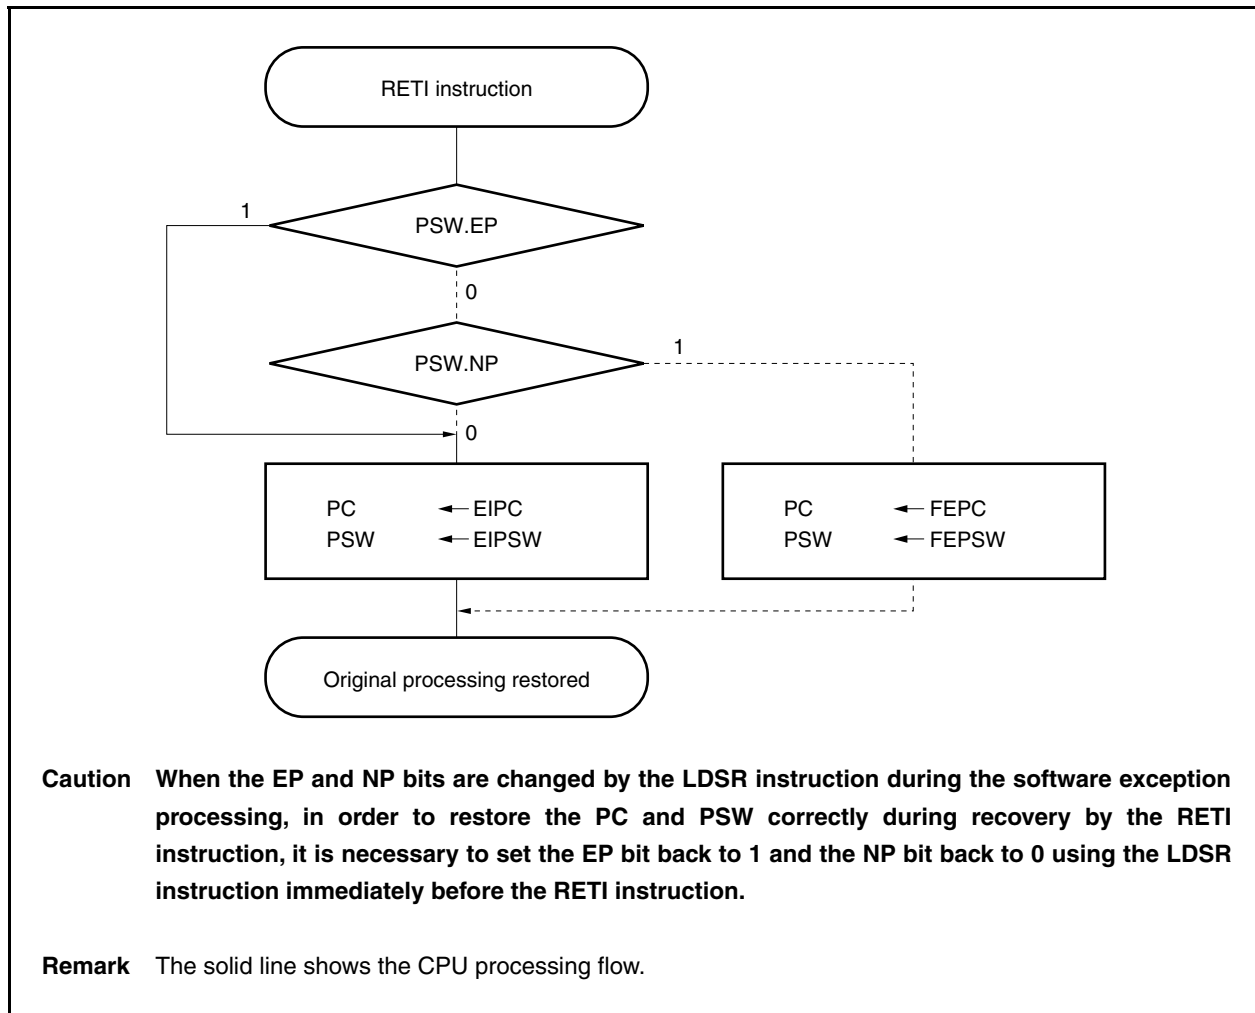 RETI instruction
1
PSW.EP
0
1
PSW.NP
0
PC ← EIPC
PSW ← EIPSW
PC ← FEPC
PSW ← FEPSW
Original processing restored
Caution When the EP and NP bits are changed by the LDSR instruction during the software exception
processing, in order to restore the PC and PSW correctly during recovery by the RETI
instruction, it is necessary to set the EP bit back to 1 and the NP bit back to 0 using the LDSR
instruction immediately before the RETI instruction.
Remark The solid line shows the CPU processing flow.